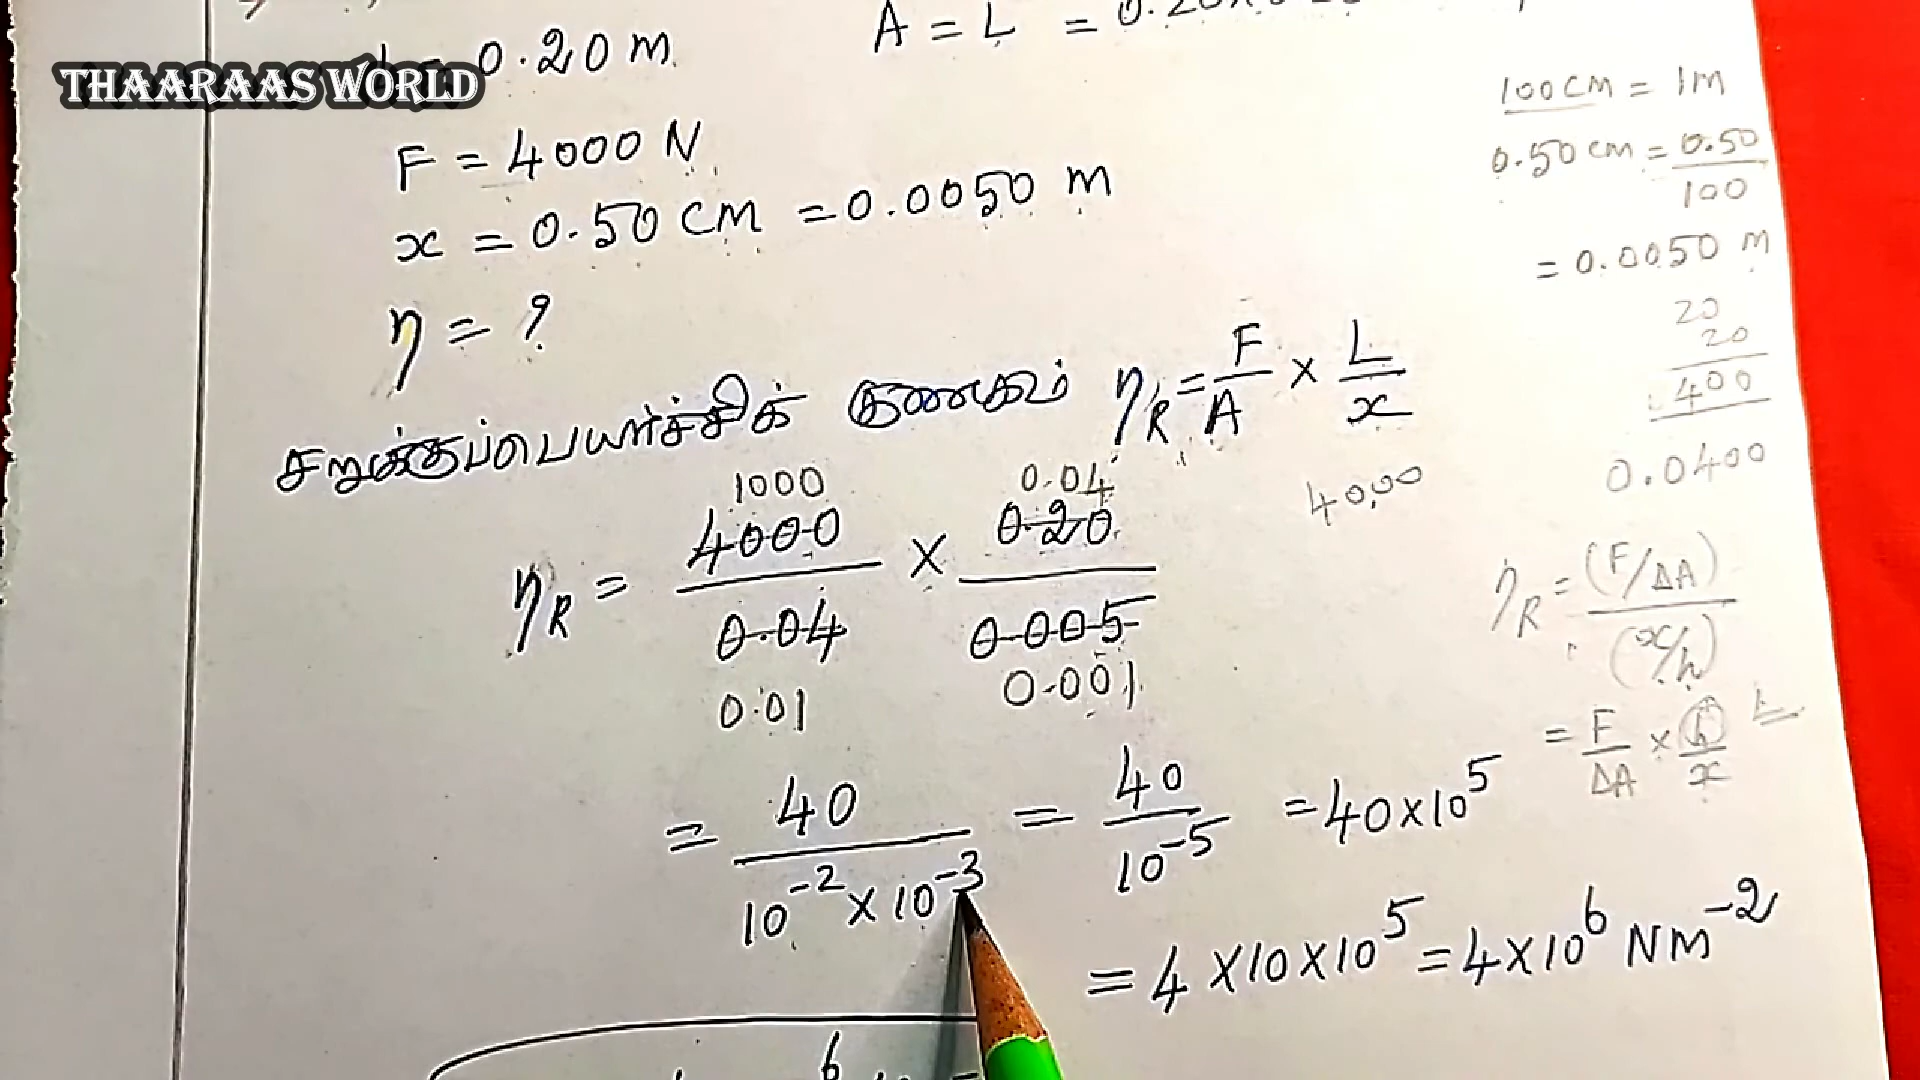 THAARAAS WORLD
= 0.20 m
A = L = 0.20x
F = 4000 N
x = 0.50 cm = 0.0050 m
η = ?
சறுக்குப்பெயர்ச்சிக் குணகம் ηR = F/A × L/x
1000 0.04
ηR = 4000/0.04 × 0.20/0.005
0.01 0.001
= 40/10⁻² × 10⁻³ = 40/10⁻⁵ = 40×10⁵
= 4×10×10⁵ = 4×10⁶ Nm⁻²
6
100 cm = 1m
0.50 cm = 0.50/100
= 0.0050 m
20
20
400
0.0400
40,00
ηR = (F/ΔA)/(x/h)
= F/ΔA × h/x L